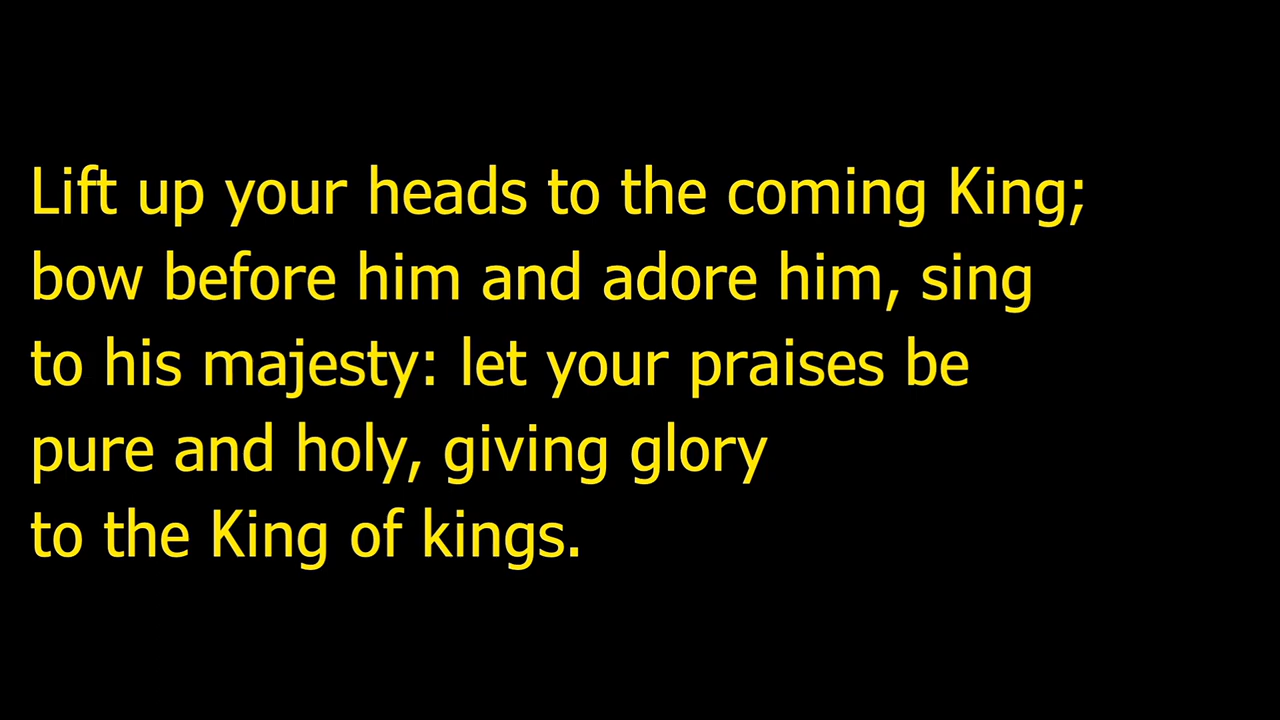 Lift up your heads to the coming King;
bow before him and adore him, sing
to his majesty: let your praises be
pure and holy, giving glory
to the King of kings.